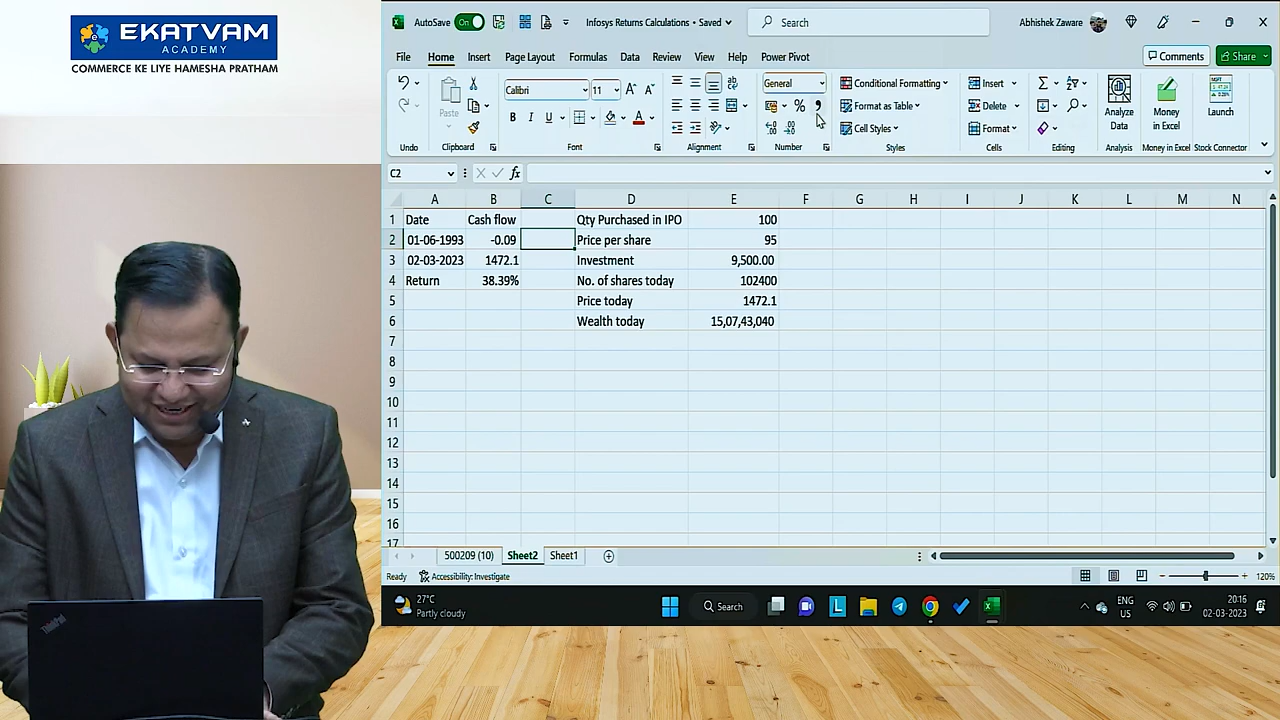 EKATVAM
ACADEMY
COMMERCE KE LIYE HAMESHA PRATHAM
AutoSave On Infosys Returns Calculations • Saved Search Abhishek Zaware
File Home Insert Page Layout Formulas Data Review View Help Power Pivot Comments Share
Paste Calibri 11 B I U General Conditional Formatting Format as Table Cell Styles Insert Delete Format Analyze Data Money in Excel Launch
Undo Clipboard Font Alignment Number Styles Cells Editing Analysis Money in Excel Stock Connector
C2 fx
A B C D E F G H I J K L M N
1 Date Cash flow Qty Purchased in IPO 100
2 01-06-1993 -0.09 Price per share 95
3 02-03-2023 1472.1 Investment 9,500.00
4 Return 38.39% No. of shares today 102400
5 Price today 1472.1
6 Wealth today 15,07,43,040
7
8
9
10
11
12
13
14
15
16
17
500209 (10) Sheet2 Sheet1
Ready Accessibility: Investigate 120%
27°C
Partly cloudy
Search
ENG
US
20:16
02-03-2023
ThinkPad